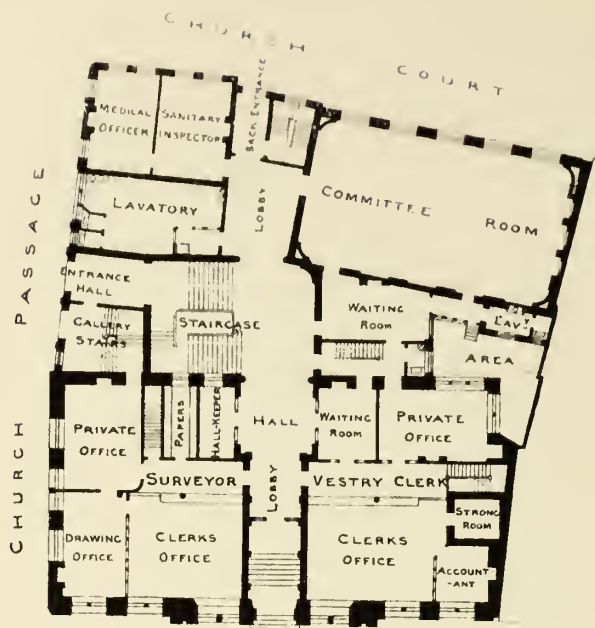 CHURCH
COURT
CHURCH PASSAGE
BACK ENTRANCE
MEDICAL
OFFICER
SANITARY
INSPECTOR
COMMITTEE ROOM
LAVATORY
LOBBY
ENTRANCE
HALL
GALLERY
STAIRS
STAIRCASE
WAITING
ROOM
LAVY
AREA
PRIVATE
OFFICE
PAPERS
HALL-KEEPER
HALL
WAITING
ROOM
PRIVATE
OFFICE
SURVEYOR
LOBBY
VESTRY CLERK
STRONG
ROOM
DRAWING
OFFICE
CLERKS
OFFICE
CLERKS
OFFICE
ACCOUNT-
ANT